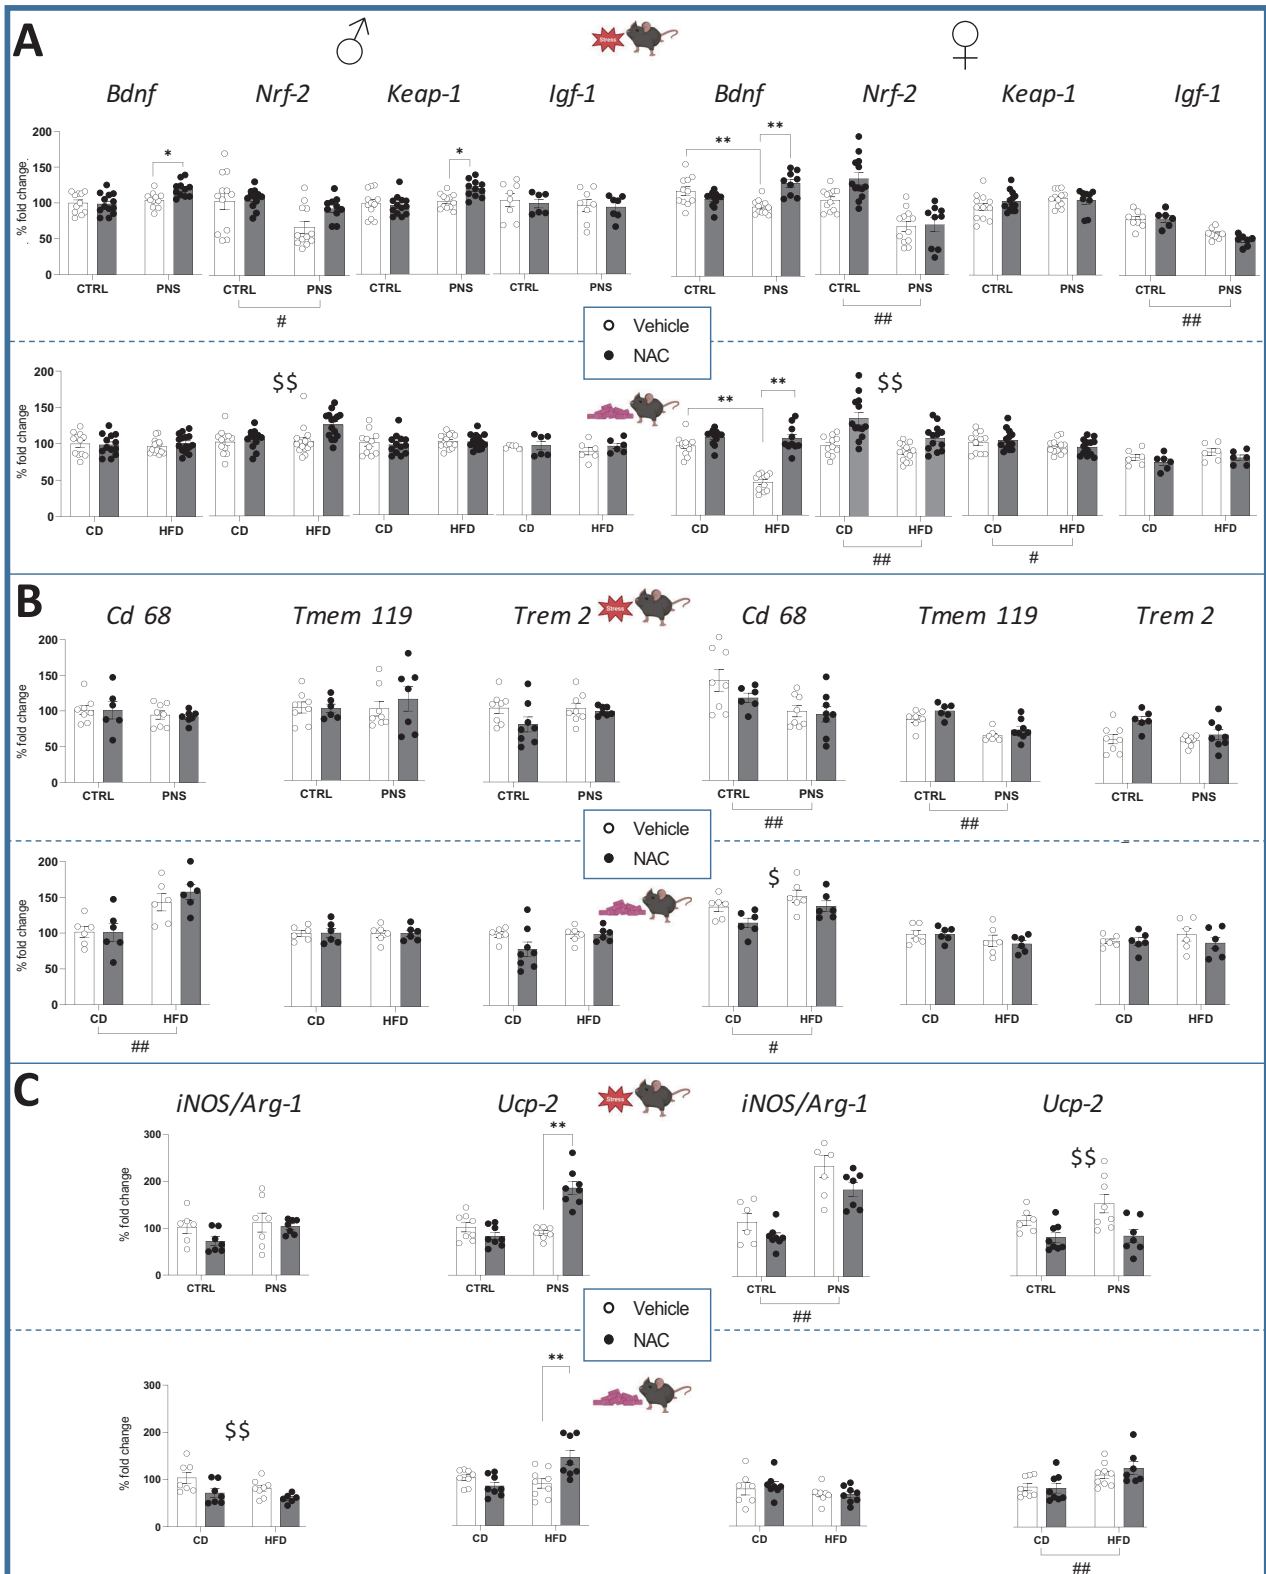 A
♂
Stress
♀
Bdnf Nrf-2 Keap-1 Igf-1 Bdnf Nrf-2 Keap-1 Igf-1
% fold change.
200
150
100
50
0
* * ** **
CTRL PNS CTRL PNS CTRL PNS CTRL PNS CTRL PNS CTRL PNS CTRL PNS CTRL PNS
# ## ##
Vehicle
NAC
% fold change
200
150
100
50
0
$$ ** ** $$
CD HFD CD HFD CD HFD CD HFD CD HFD CD HFD CD HFD CD HFD
## #
B
Stress
Cd 68 Tmem 119 Trem 2 Cd 68 Tmem 119 Trem 2
% fold change
200
150
100
50
0
CTRL PNS CTRL PNS CTRL PNS CTRL PNS CTRL PNS CTRL PNS
## ##
Vehicle
NAC
% fold change
200
150
100
50
0
$
CD HFD CD HFD CD HFD CD HFD CD HFD CD HFD
## #
C
Stress
iNOS/Arg-1 Ucp-2 iNOS/Arg-1 Ucp-2
% fold change
300
200
100
0
** $$
CTRL PNS CTRL PNS CTRL PNS CTRL PNS
##
Vehicle
NAC
% fold change
300
200
100
0
$$ **
CD HFD CD HFD CD HFD CD HFD
##